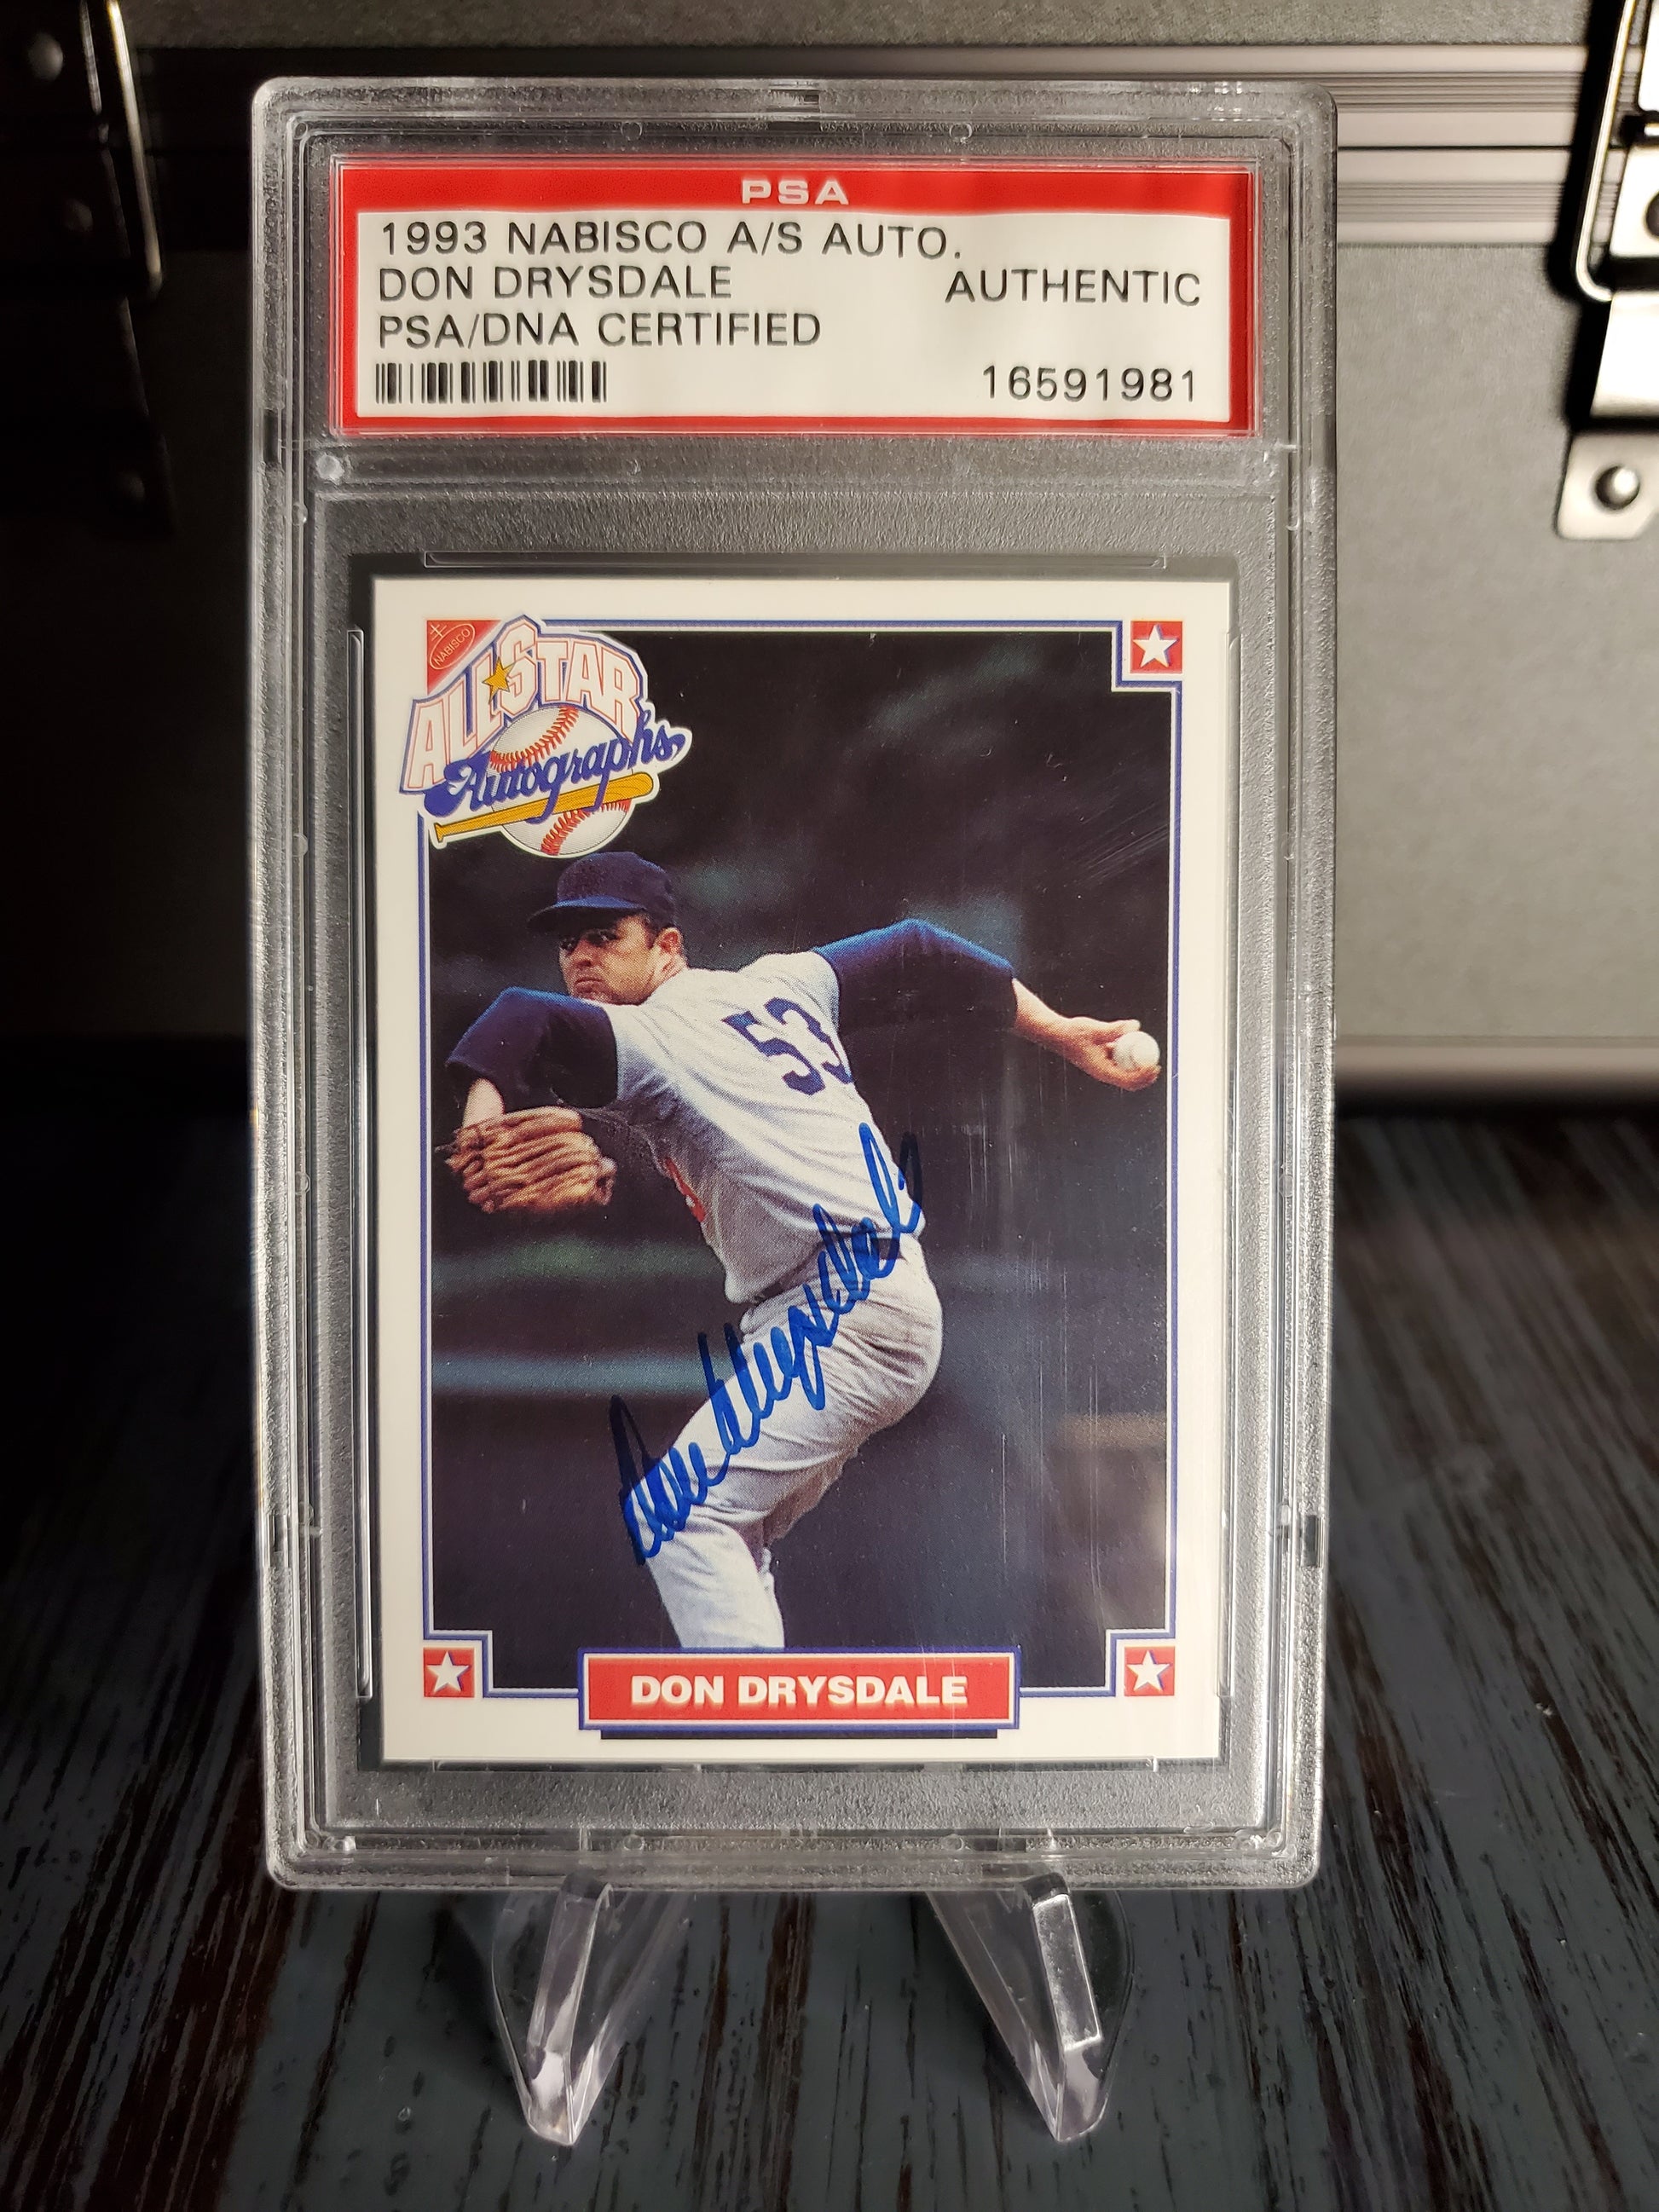 PSA
1993 NABISCO A/S AUTO.
DON DRYSDALE AUTHENTIC
PSA/DNA CERTIFIED
16591981
NABISCO
ALL STAR
Autographs
53
Don Drysdale
DON DRYSDALE